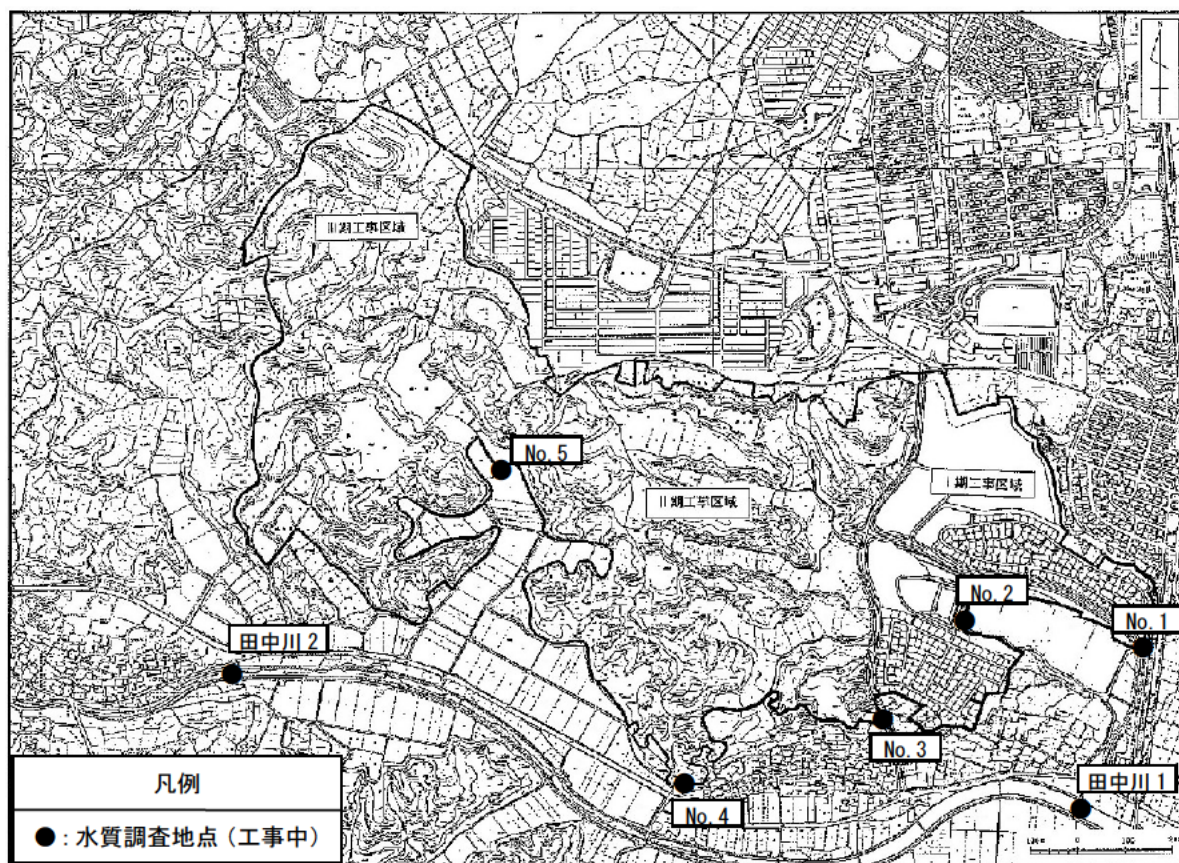 III期工事区域
No. 5
II期工事区域
I期工事区域
No. 2
No. 1
田中川 2
No. 3
田中川 1
No. 4
凡例
●：水質調査地点（工事中）